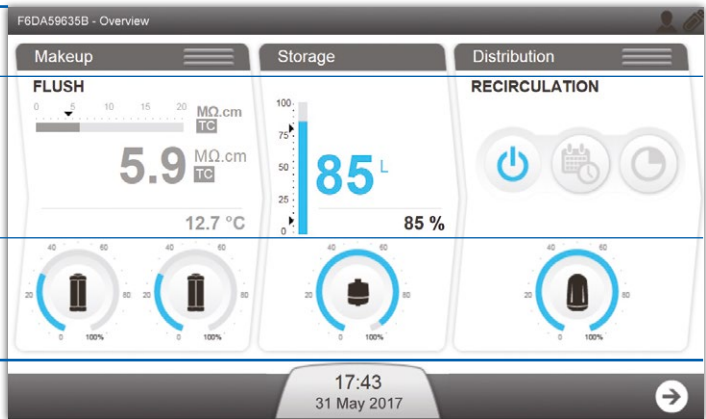 F6DA59635B - Overview
Makeup
Storage
Distribution
FLUSH
RECIRCULATION
0 5 10 15 20 MΩ.cm
TC
5.9 MΩ.cm
TC
12.7 °C
100
75
50
25
0
85 L
85 %
0 20 40 60 80 100%
0 20 40 60 80 100%
0 20 40 60 80 100%
0 20 40 60 80 100%
17:43
31 May 2017